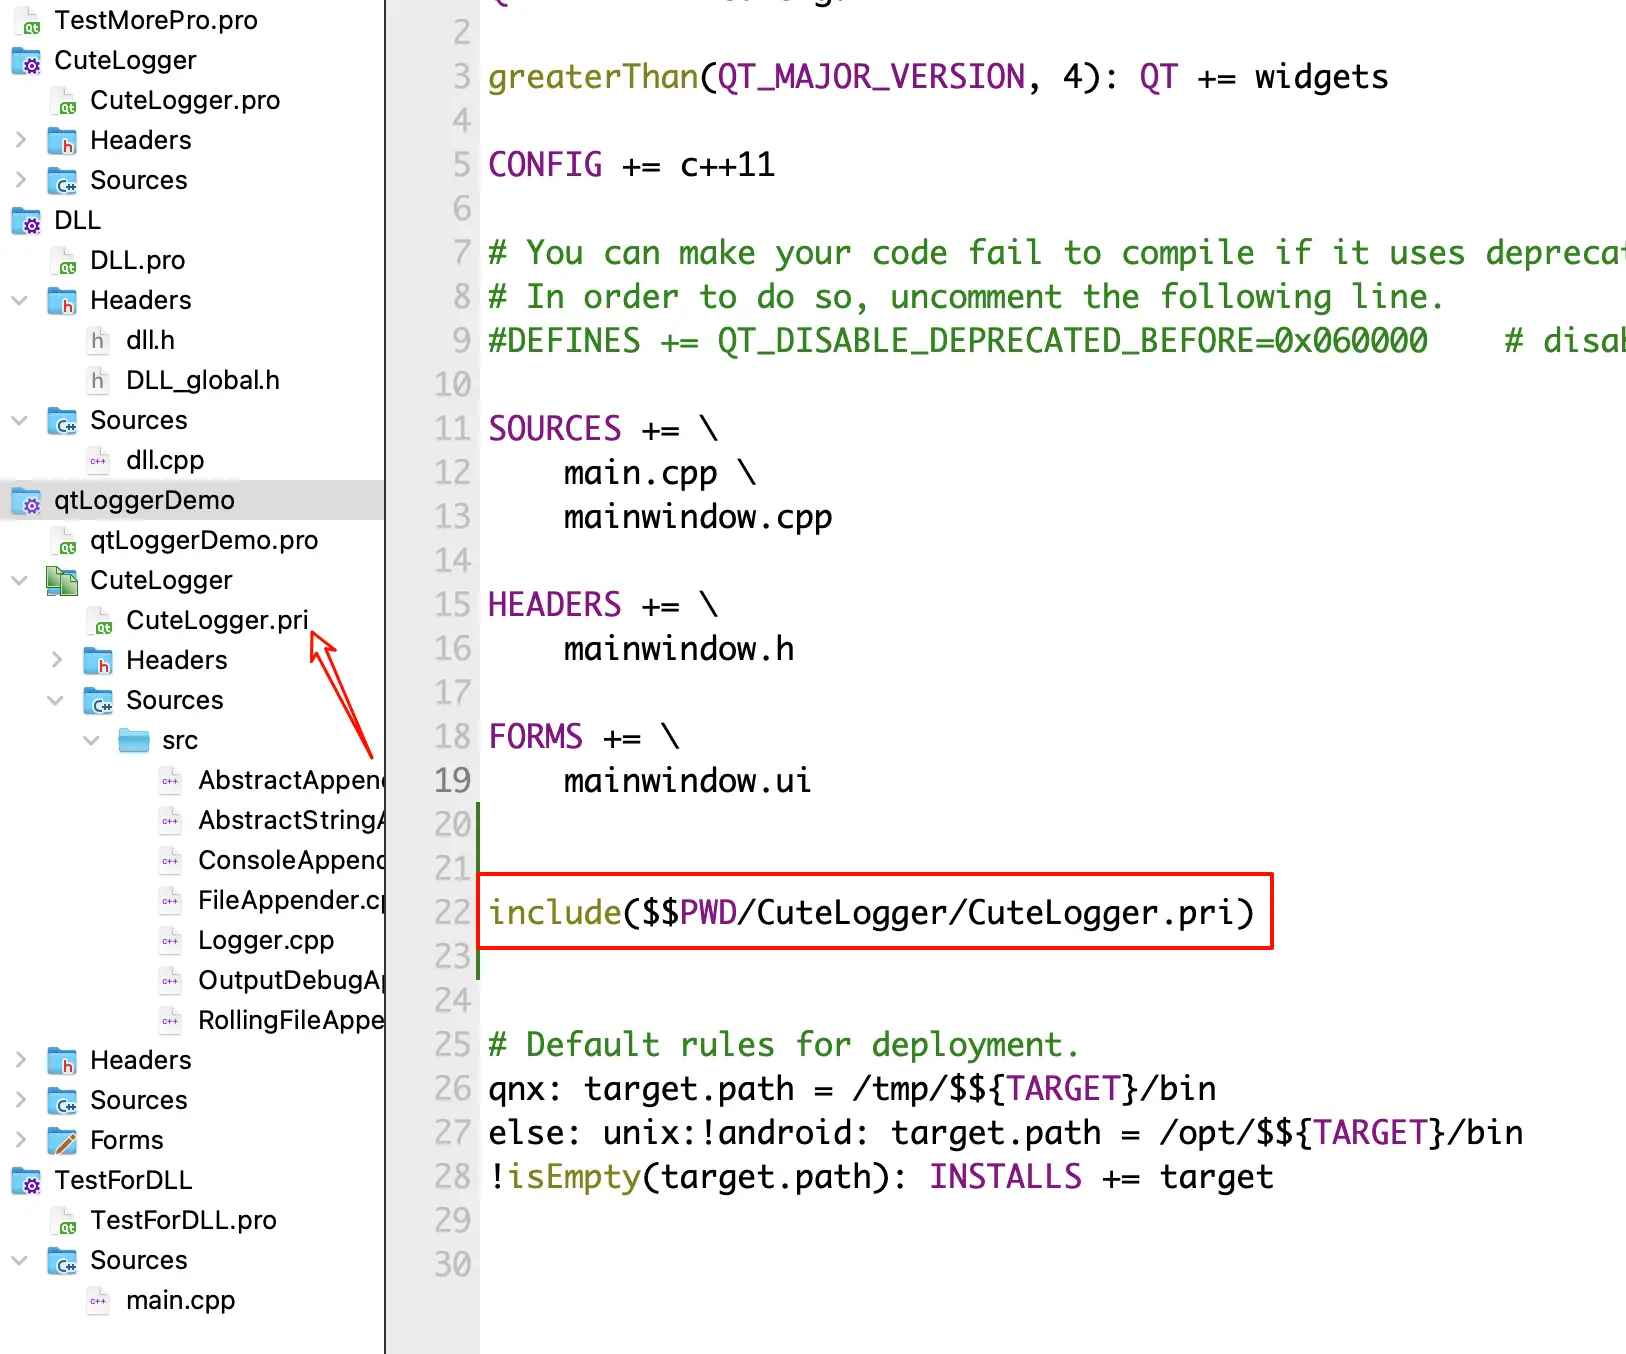 TestMorePro.pro
CuteLogger
CuteLogger.pro
Headers
Sources
DLL
DLL.pro
Headers
dll.h
DLL_global.h
Sources
dll.cpp
qtLoggerDemo
qtLoggerDemo.pro
CuteLogger
CuteLogger.pri
Headers
Sources
src
AbstractAppen
AbstractString
ConsoleAppen
FileAppender.c
Logger.cpp
OutputDebugA
RollingFileAppe
Headers
Sources
Forms
TestForDLL
TestForDLL.pro
Sources
main.cpp
2
3 greaterThan(QT_MAJOR_VERSION, 4): QT += widgets
4
5 CONFIG += c++11
6
7 # You can make your code fail to compile if it uses depreca
8 # In order to do so, uncomment the following line.
9 #DEFINES += QT_DISABLE_DEPRECATED_BEFORE=0x060000    # disa
10
11 SOURCES += \
12     main.cpp \
13     mainwindow.cpp
14
15 HEADERS += \
16     mainwindow.h
17
18 FORMS += \
19     mainwindow.ui
20
21
22 include($$PWD/CuteLogger/CuteLogger.pri)
23
24
25 # Default rules for deployment.
26 qnx: target.path = /tmp/$${TARGET}/bin
27 else: unix:!android: target.path = /opt/$${TARGET}/bin
28 !isEmpty(target.path): INSTALLS += target
29
30